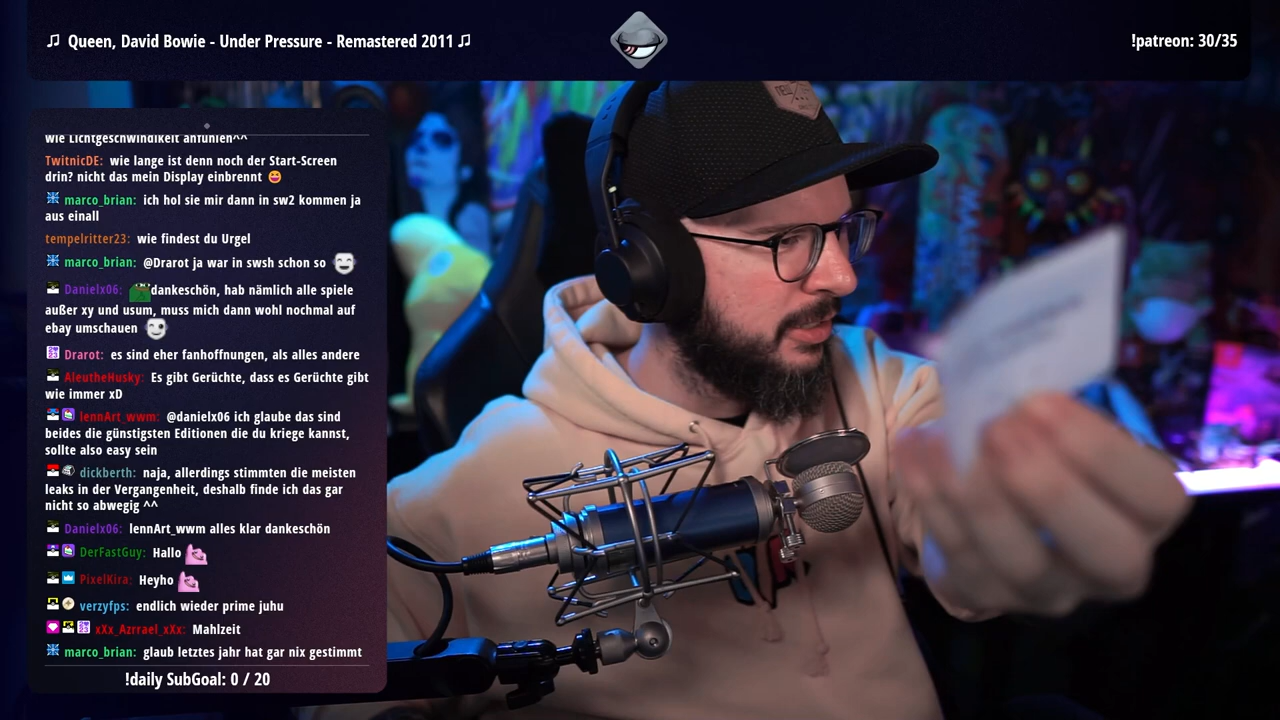 ♫ Queen, David Bowie - Under Pressure - Remastered 2011 ♫
!patreon: 30/35
wie Lichtgeschwindkeit anfühlen^^
TwitnicDE: wie lange ist denn noch der Start-Screen
drin? nicht das mein Display einbrennt 😆
marco_brian: ich hol sie mir dann in sw2 kommen ja
aus einall
tempelritter23: wie findest du Urgel
marco_brian: @Drarot ja war in swsh schon so
Danielx06: dankeschön, hab nämlich alle spiele
außer xy und usum, muss mich dann wohl nochmal auf
ebay umschauen
Drarot: es sind eher fanhoffnungen, als alles andere
AleutheHusky: Es gibt Gerüchte, dass es Gerüchte gibt
wie immer xD
lennArt_wwm: @danielx06 ich glaube das sind
beides die günstigsten Editionen die du kriege kannst,
sollte also easy sein
dickberth: naja, allerdings stimmten die meisten
leaks in der Vergangenheit, deshalb finde ich das gar
nicht so abwegig ^^
Danielx06: lennArt_wwm alles klar dankeschön
DerFastGuy: Hallo
PixelKira: Heyho
verzyfps: endlich wieder prime juhu
xXx_Azrrael_xXx: Mahlzeit
marco_brian: glaub letztes jahr hat gar nix gestimmt
!daily SubGoal: 0 / 20